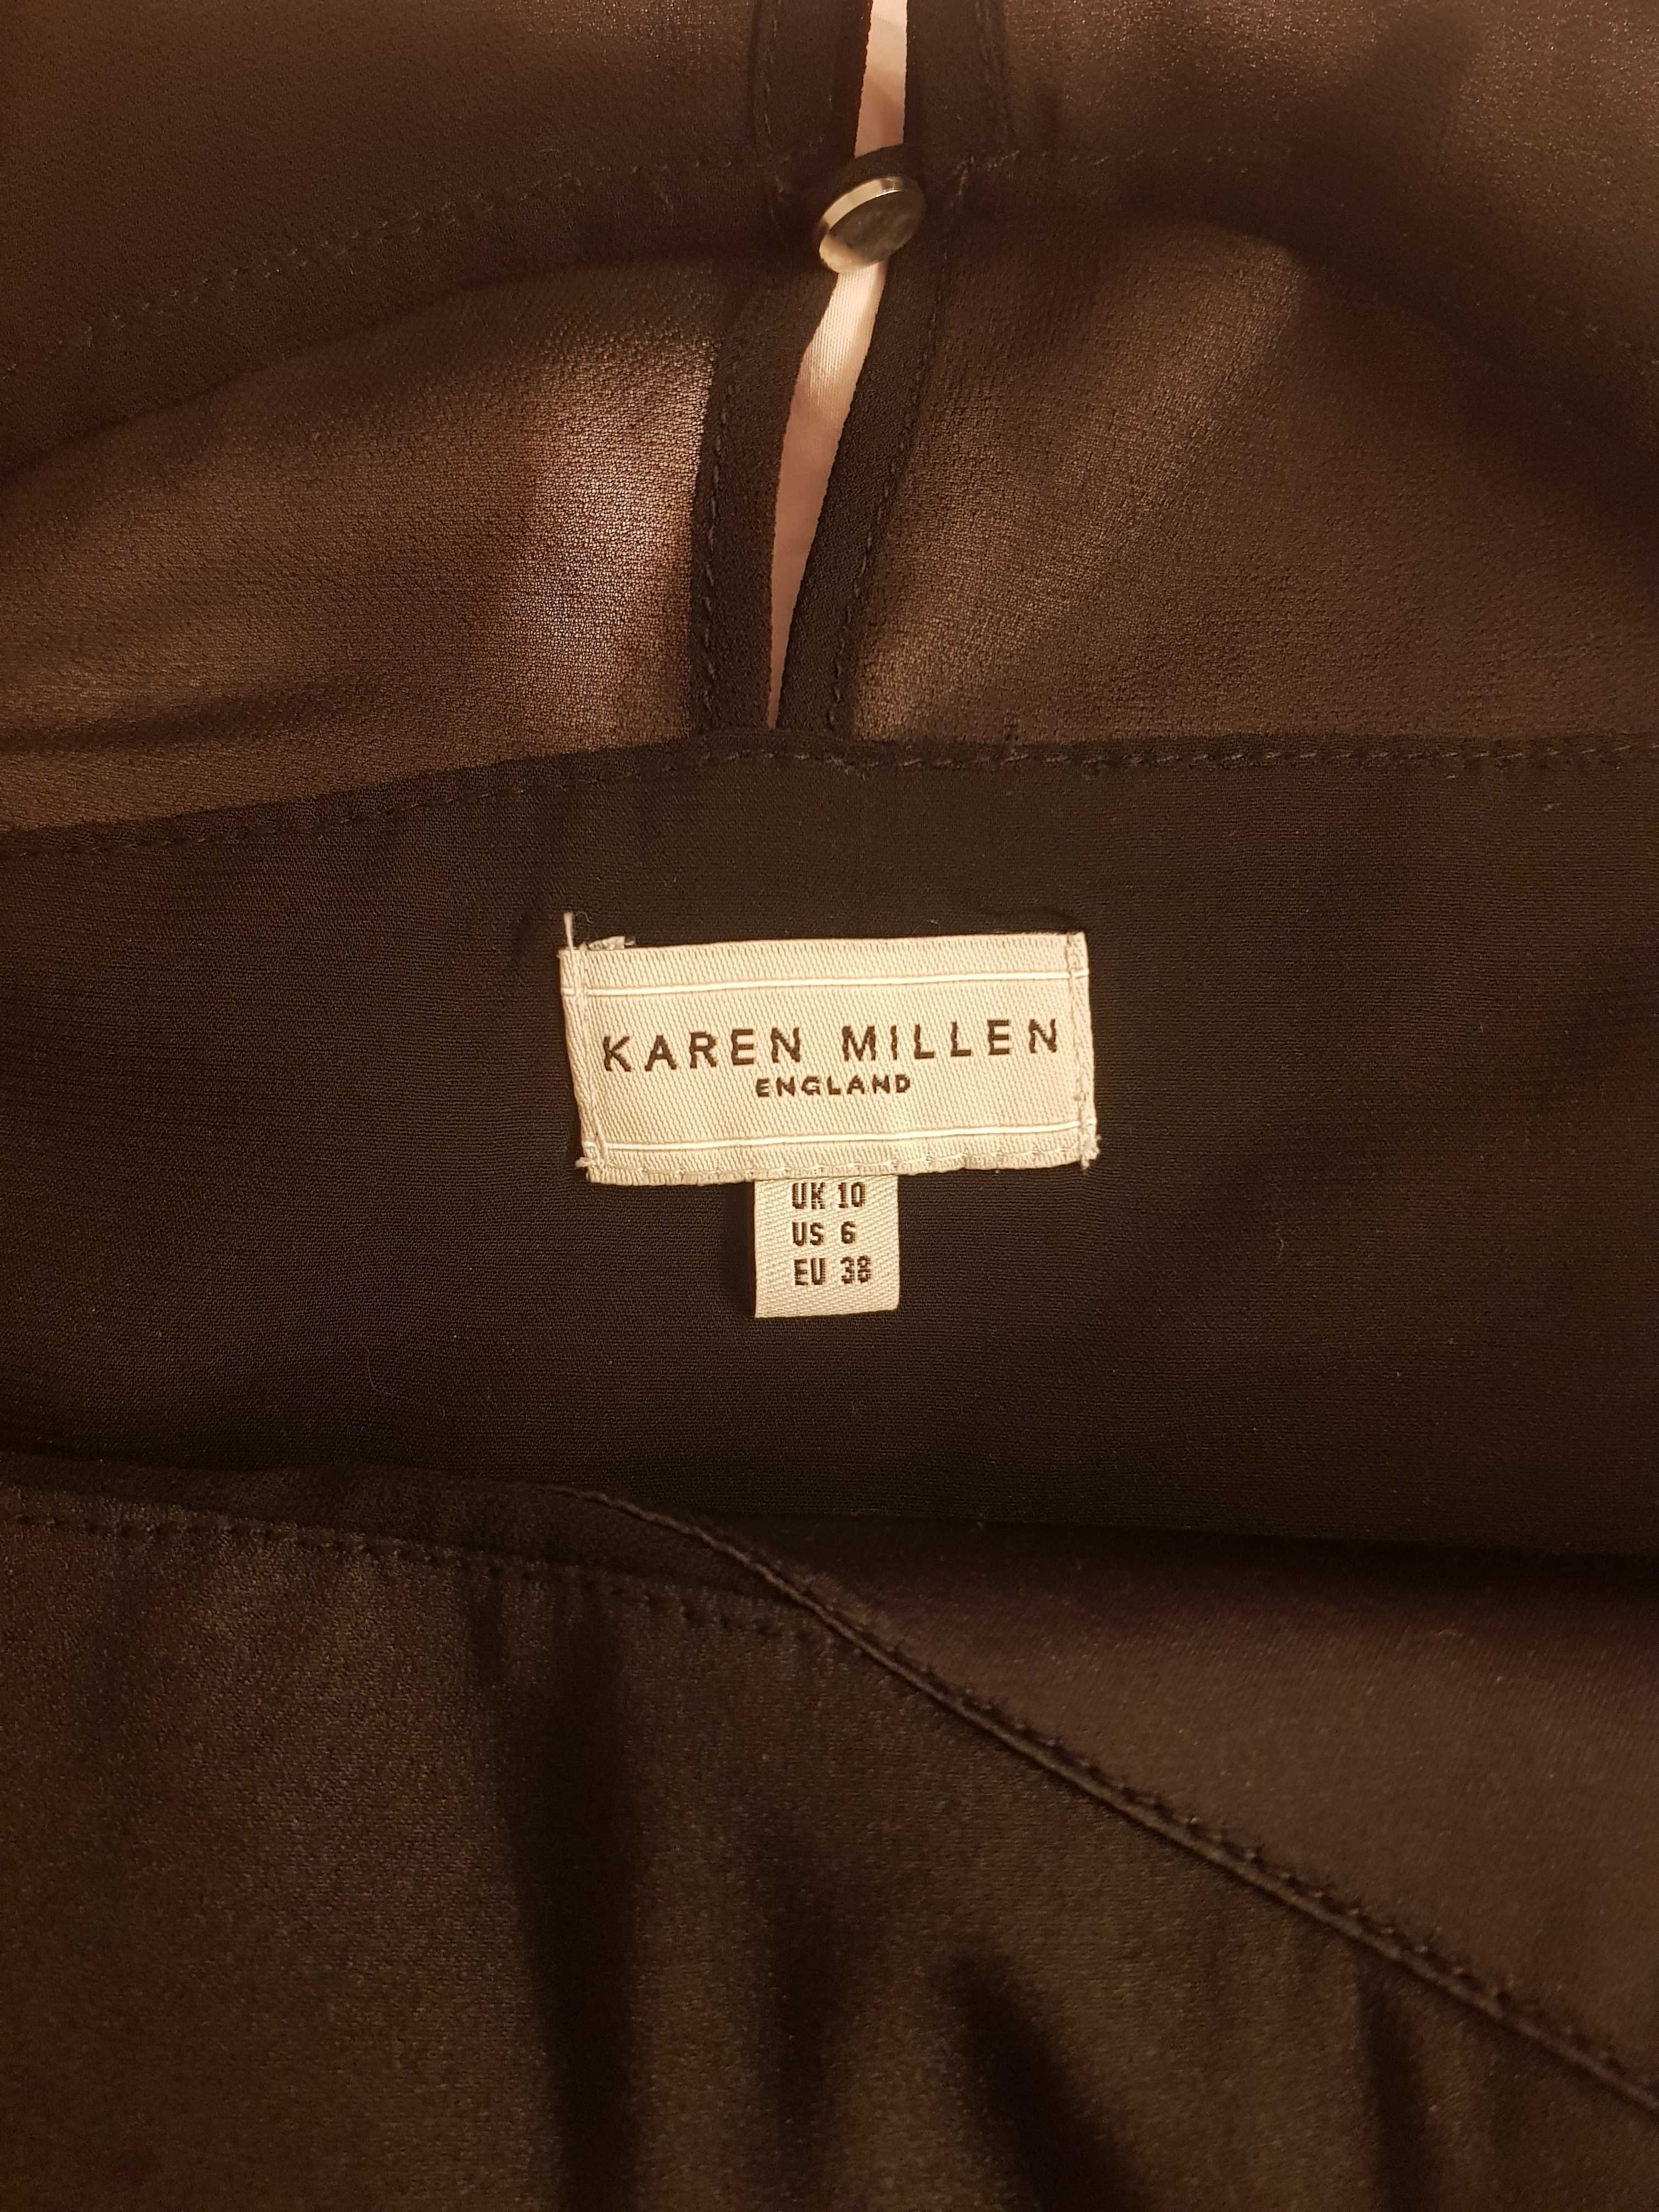 KAREN MILLEN
ENGLAND
UK 10
US 6
EU 38